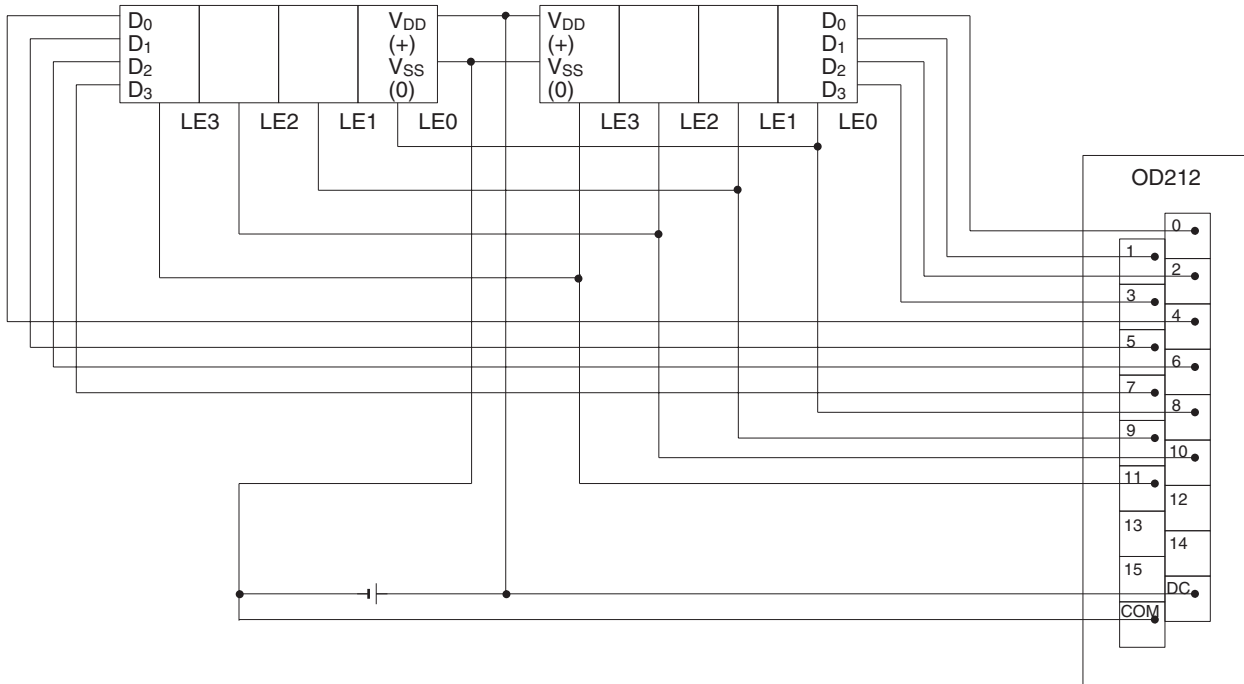 D0 VDD VDD D0
D1 (+) (+) D1
D2 VSS VSS D2
D3 (0) (0) D3
LE3 LE2 LE1 LE0 LE3 LE2 LE1 LE0
OD212
0
1
2
3
4
5
6
7
8
9
10
11
12
13
14
15
DC
COM